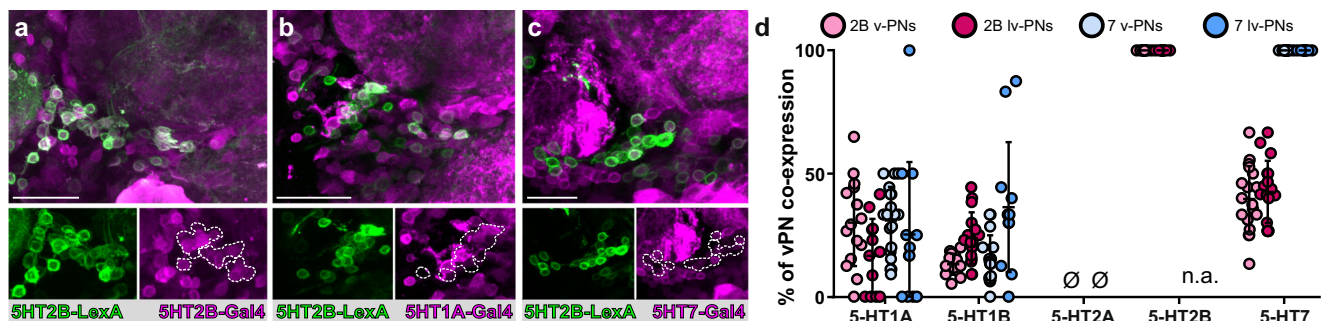 a
b
c
d
5HT2B-LexA 5HT2B-Gal4
5HT2B-LexA 5HT1A-Gal4
5HT2B-LexA 5HT7-Gal4
2B v-PNs 2B lv-PNs 7 v-PNs 7 lv-PNs
% of vPN co-expression
100
50
0
Ø Ø
n.a.
5-HT1A 5-HT1B 5-HT2A 5-HT2B 5-HT7